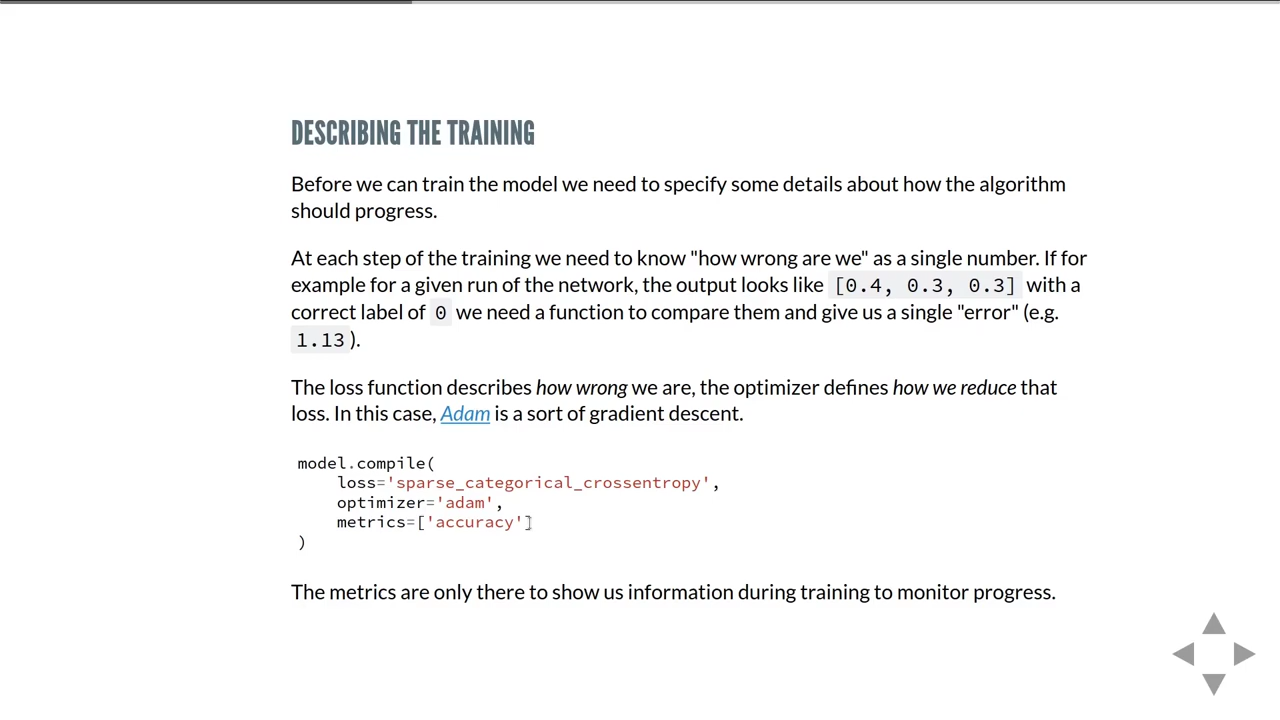 DESCRIBING THE TRAINING
Before we can train the model we need to specify some details about how the algorithm
should progress.
At each step of the training we need to know "how wrong are we" as a single number. If for
example for a given run of the network, the output looks like [0.4, 0.3, 0.3] with a
correct label of 0 we need a function to compare them and give us a single "error" (e.g.
1.13).
The loss function describes how wrong we are, the optimizer defines how we reduce that
loss. In this case, Adam is a sort of gradient descent.
model.compile(
    loss='sparse_categorical_crossentropy',
    optimizer='adam',
    metrics=['accuracy']
)
The metrics are only there to show us information during training to monitor progress.